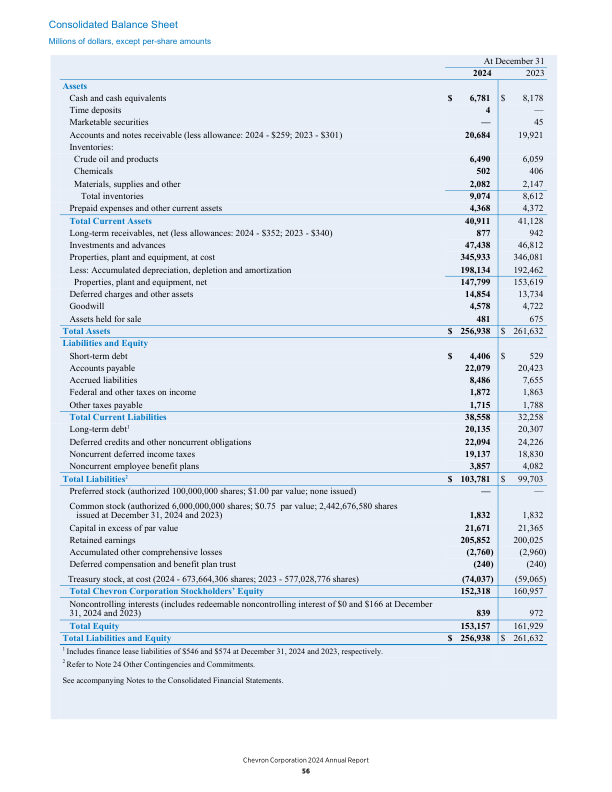 Consolidated Balance Sheet
Millions of dollars, except per-share amounts
At December 31
2024 2023
Assets
Cash and cash equivalents $ 6,781 $ 8,178
Time deposits 4 —
Marketable securities — 45
Accounts and notes receivable (less allowance: 2024 - $259; 2023 - $301) 20,684 19,921
Inventories:
Crude oil and products 6,490 6,059
Chemicals 502 406
Materials, supplies and other 2,082 2,147
Total inventories 9,074 8,612
Prepaid expenses and other current assets 4,368 4,372
Total Current Assets 40,911 41,128
Long-term receivables, net (less allowances: 2024 - $352; 2023 - $340) 877 942
Investments and advances 47,438 46,812
Properties, plant and equipment, at cost 345,933 346,081
Less: Accumulated depreciation, depletion and amortization 198,134 192,462
Properties, plant and equipment, net 147,799 153,619
Deferred charges and other assets 14,854 13,734
Goodwill 4,578 4,722
Assets held for sale 481 675
Total Assets $ 256,938 $ 261,632
Liabilities and Equity
Short-term debt $ 4,406 $ 529
Accounts payable 22,079 20,423
Accrued liabilities 8,486 7,655
Federal and other taxes on income 1,872 1,863
Other taxes payable 1,715 1,788
Total Current Liabilities 38,558 32,258
Long-term debt¹ 20,135 20,307
Deferred credits and other noncurrent obligations 22,094 24,226
Noncurrent deferred income taxes 19,137 18,830
Noncurrent employee benefit plans 3,857 4,082
Total Liabilities² $ 103,781 $ 99,703
Preferred stock (authorized 100,000,000 shares; $1.00 par value; none issued) — —
Common stock (authorized 6,000,000,000 shares; $0.75 par value; 2,442,676,580 shares
issued at December 31, 2024 and 2023) 1,832 1,832
Capital in excess of par value 21,671 21,365
Retained earnings 205,852 200,025
Accumulated other comprehensive losses (2,760) (2,960)
Deferred compensation and benefit plan trust (240) (240)
Treasury stock, at cost (2024 - 673,664,306 shares; 2023 - 577,028,776 shares) (74,037) (59,065)
Total Chevron Corporation Stockholders' Equity 152,318 160,957
Noncontrolling interests (includes redeemable noncontrolling interest of $0 and $166 at December
31, 2024 and 2023) 839 972
Total Equity 153,157 161,929
Total Liabilities and Equity $ 256,938 $ 261,632
¹ Includes finance lease liabilities of $546 and $574 at December 31, 2024 and 2023, respectively.
² Refer to Note 24 Other Contingencies and Commitments.
See accompanying Notes to the Consolidated Financial Statements.
Chevron Corporation 2024 Annual Report
56